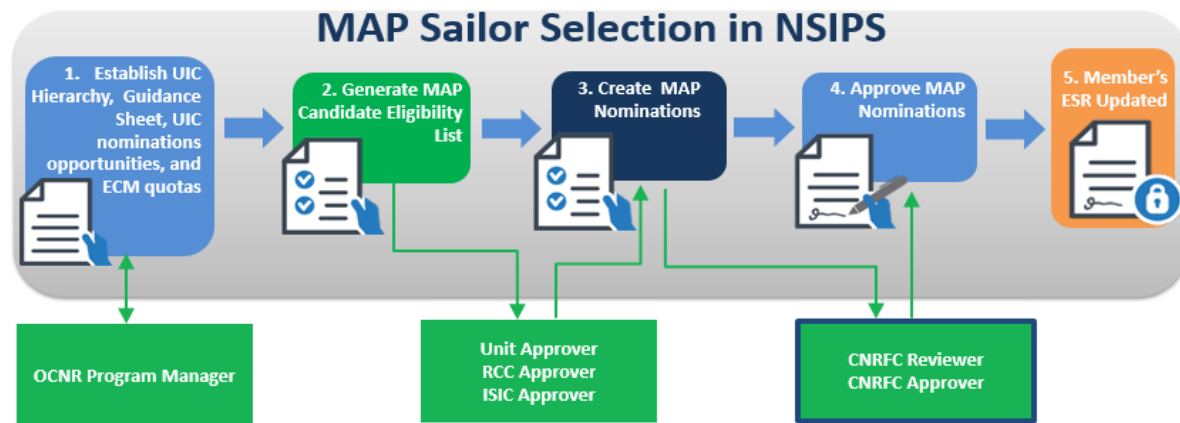 MAP Sailor Selection in NSIPS
1. Establish UIC
Hierarchy, Guidance
Sheet, UIC
nominations
opportunities, and
ECM quotas
2. Generate MAP
Candidate Eligibility
List
3. Create MAP
Nominations
4. Approve MAP
Nominations
5. Member's
ESR Updated
OCNR Program Manager
Unit Approver
RCC Approver
ISIC Approver
CNRFC Reviewer
CNRFC Approver